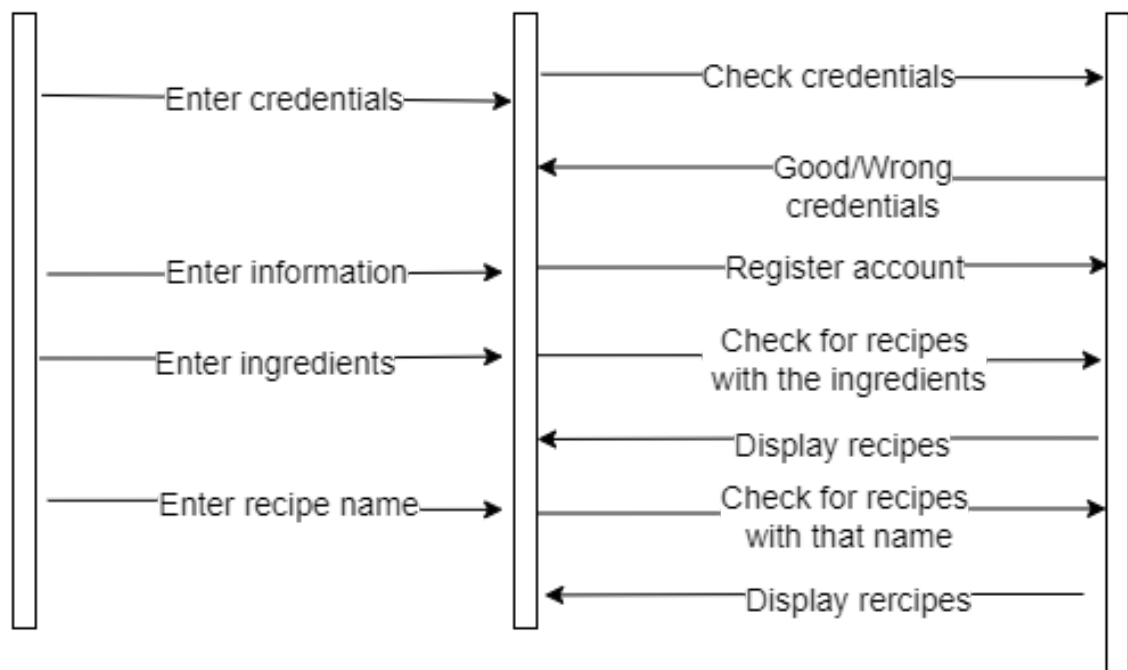 Check credentials
Enter credentials
Good/Wrong
credentials
Enter information
Register account
Enter ingredients
Check for recipes
with the ingredients
Display recipes
Enter recipe name
Check for recipes
with that name
Display rercipes